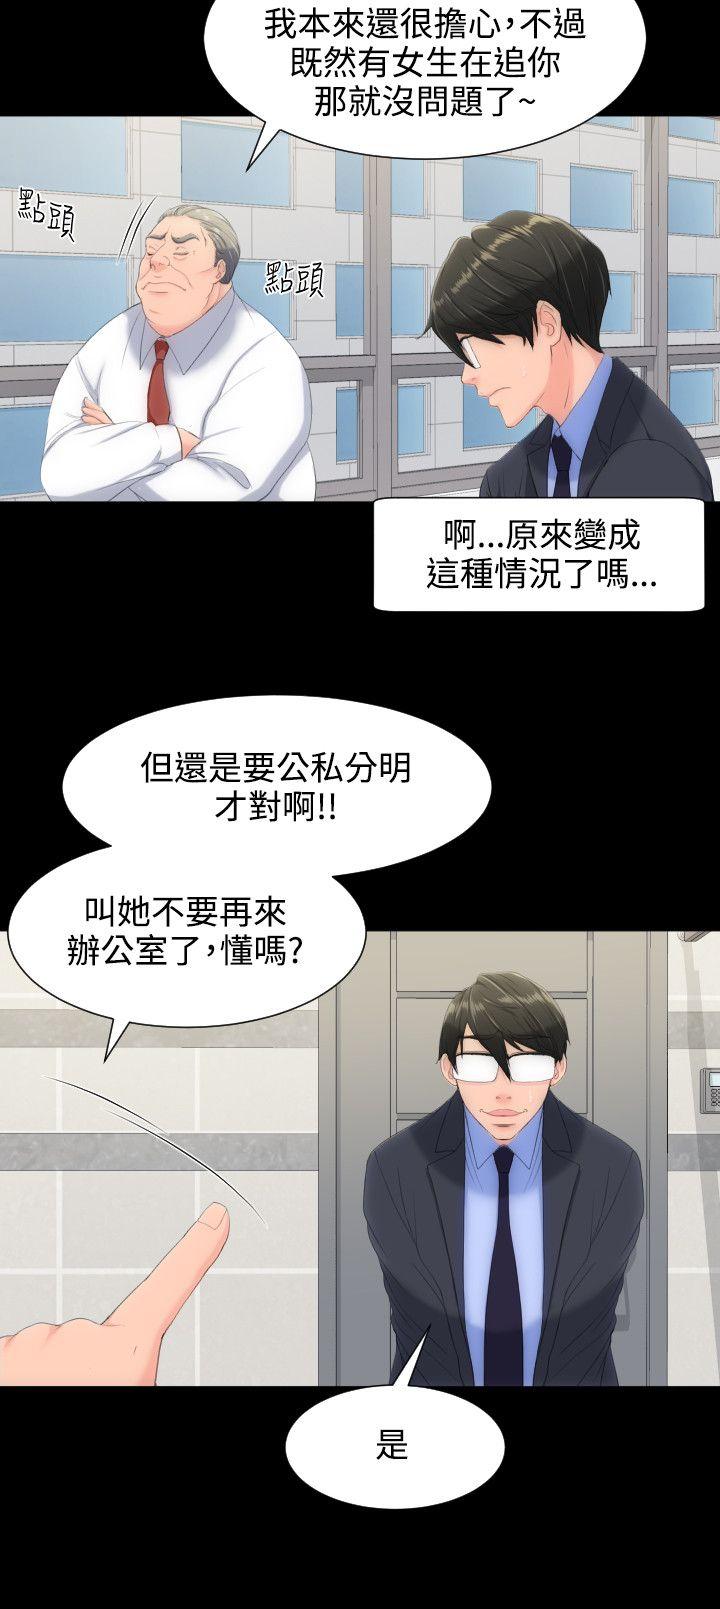 我本來還很擔心，不過
既然有女生在追你
那就沒問題了~
點頭
點頭
啊...原來變成
這種情況了嗎...
但還是要公私分明
才對啊!!
叫她不要再來
辦公室了，懂嗎?
是